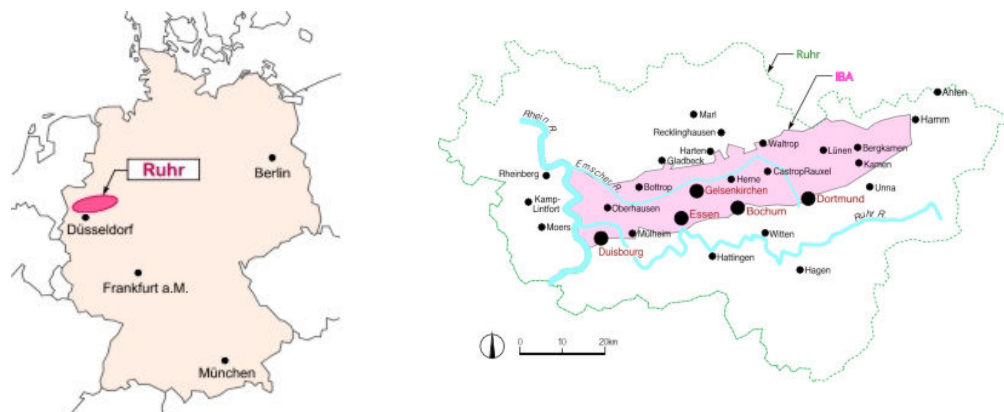 Ruhr
Berlin
Düsseldorf
Frankfurt a.M.
München
Ruhr
IBA
Ahlen
Marl
Hamm
Rhein R.
Recklinghausen
Waltrop
Harten
Lünen
Bergkamen
Gladbeck
Emscher R.
Kamen
CastropRauxel
Rheinberg
Herne
Bottrop
Gelsenkirchen
Unna
Dortmund
Kamp-
Lintfort
Oberhausen
Bochum
Essen
Ruhr R.
Moers
Mülheim
Witten
Duisbourg
Hattingen
Hagen
0 10 20km